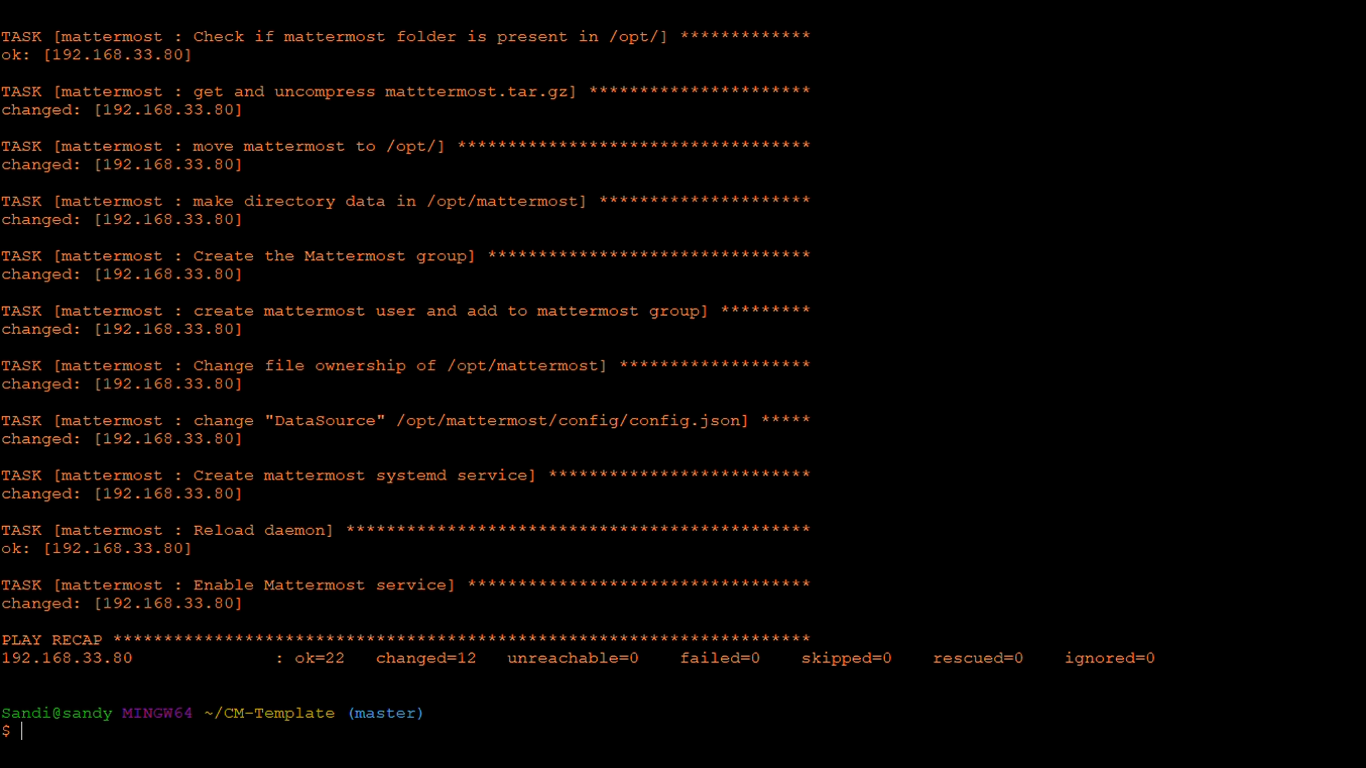 TASK [mattermost : Check if mattermost folder is present in /opt/] *************
ok: [192.168.33.80]
TASK [mattermost : get and uncompress matttermost.tar.gz] **********************
changed: [192.168.33.80]
TASK [mattermost : move mattermost to /opt/] ***********************************
changed: [192.168.33.80]
TASK [mattermost : make directory data in /opt/mattermost] *********************
changed: [192.168.33.80]
TASK [mattermost : Create the Mattermost group] ********************************
changed: [192.168.33.80]
TASK [mattermost : create mattermost user and add to mattermost group] *********
changed: [192.168.33.80]
TASK [mattermost : Change file ownership of /opt/mattermost] *******************
changed: [192.168.33.80]
TASK [mattermost : change "DataSource" /opt/mattermost/config/config.json] *****
changed: [192.168.33.80]
TASK [mattermost : Create mattermost systemd service] **************************
changed: [192.168.33.80]
TASK [mattermost : Reload daemon] **********************************************
ok: [192.168.33.80]
TASK [mattermost : Enable Mattermost service] **********************************
changed: [192.168.33.80]
PLAY RECAP *********************************************************************
192.168.33.80              : ok=22   changed=12   unreachable=0    failed=0    skipped=0    rescued=0    ignored=0
Sandi@sandy MINGW64 ~/CM-Template (master)
$